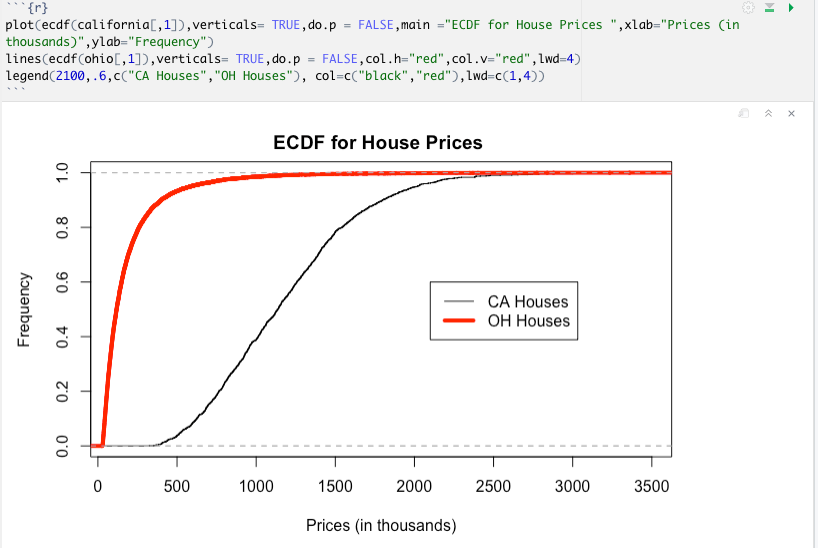 ```{r}
plot(ecdf(california[,1]),verticals= TRUE,do.p = FALSE,main ="ECDF for House Prices ",xlab="Prices (in
thousands)",ylab="Frequency")
lines(ecdf(ohio[,1]),verticals= TRUE,do.p = FALSE,col.h="red",col.v="red",lwd=4)
legend(2100,.6,c("CA Houses","OH Houses"), col=c("black","red"),lwd=c(1,4))
```
ECDF for House Prices
Frequency
1.0
0.8
0.6
0.4
0.2
0.0
CA Houses
OH Houses
0 500 1000 1500 2000 2500 3000 3500
Prices (in thousands)